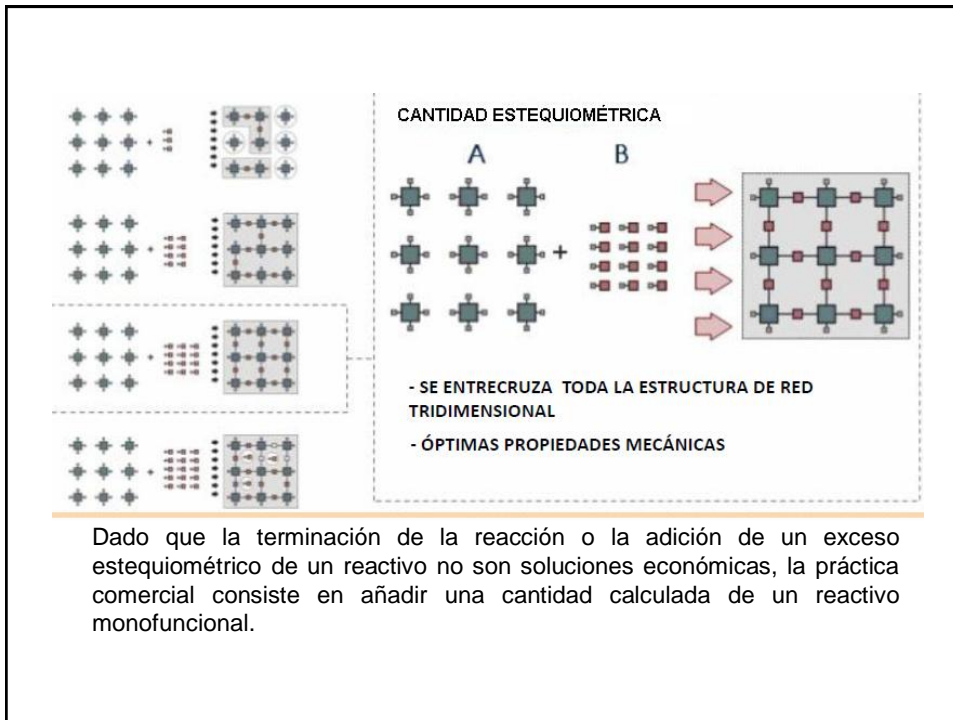 CANTIDAD ESTEQUIOMÉTRICA
A B
+
- SE ENTRECRUZA TODA LA ESTRUCTURA DE RED
TRIDIMENSIONAL
- ÓPTIMAS PROPIEDADES MECÁNICAS
Dado que la terminación de la reacción o la adición de un exceso
estequiométrico de un reactivo no son soluciones económicas, la práctica
comercial consiste en añadir una cantidad calculada de un reactivo
monofuncional.